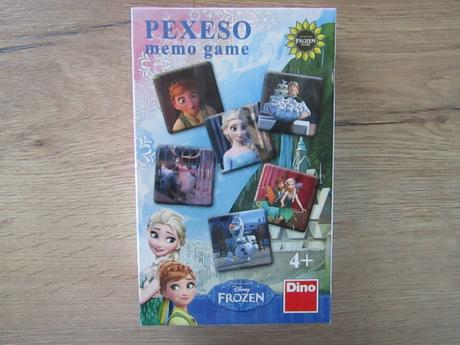 PEXESO
memo game
FROZEN
4+
Disney
FROZEN
Dino